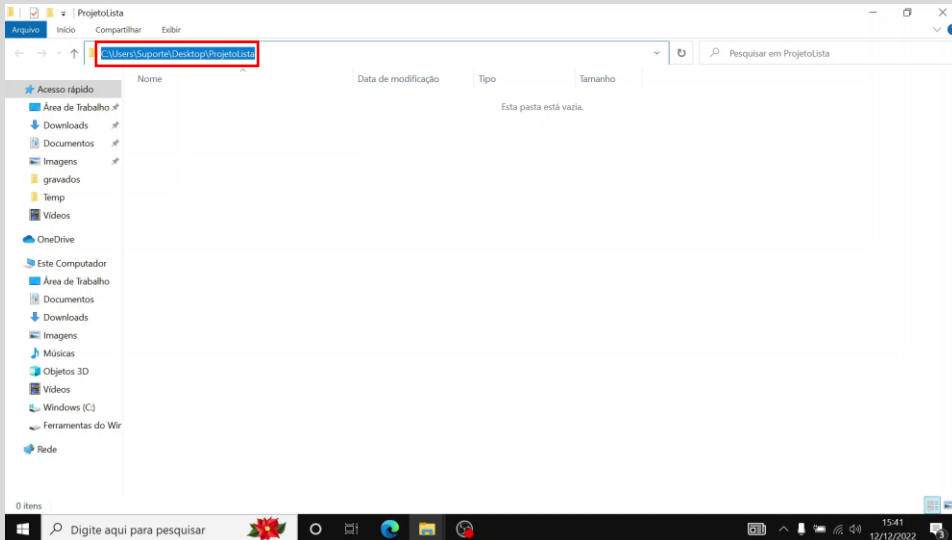 ProjetoLista
Arquivo Início Compartilhar Exibir
C:\Users\Suporte\Desktop\ProjetoLista
Pesquisar em ProjetoLista
Nome Data de modificação Tipo Tamanho
Esta pasta está vazia.
Acesso rápido
Área de Trabalho
Downloads
Documentos
Imagens
gravados
Temp
Vídeos
OneDrive
Este Computador
Área de Trabalho
Documentos
Downloads
Imagens
Músicas
Objetos 3D
Vídeos
Windows (C:)
Ferramentas do Wir
Rede
0 itens
Digite aqui para pesquisar
15:41
12/12/2022